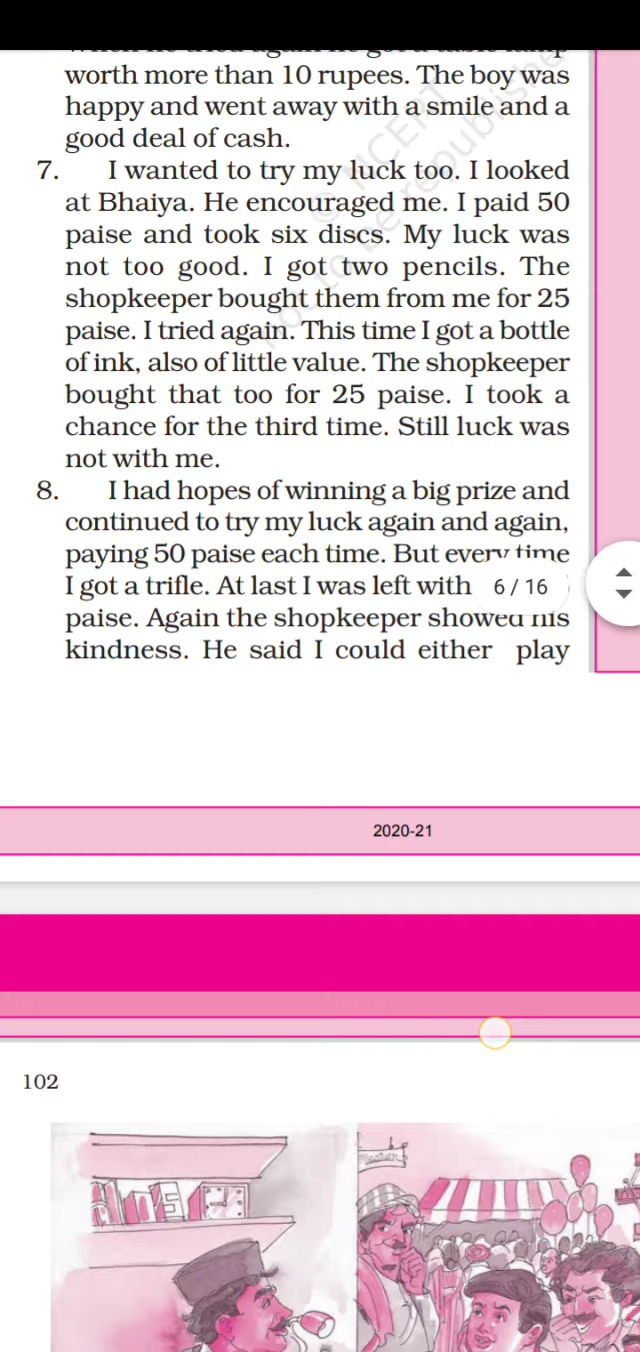 worth more than 10 rupees. The boy was
happy and went away with a smile and a
good deal of cash.
7. I wanted to try my luck too. I looked
at Bhaiya. He encouraged me. I paid 50
paise and took six discs. My luck was
not too good. I got two pencils. The
shopkeeper bought them from me for 25
paise. I tried again. This time I got a bottle
of ink, also of little value. The shopkeeper
bought that too for 25 paise. I took a
chance for the third time. Still luck was
not with me.
8. I had hopes of winning a big prize and
continued to try my luck again and again,
paying 50 paise each time. But every time
I got a trifle. At last I was left with
6 / 16
paise. Again the shopkeeper showed his
kindness. He said I could either play
© NCERT
not to be republished
2020-21
102